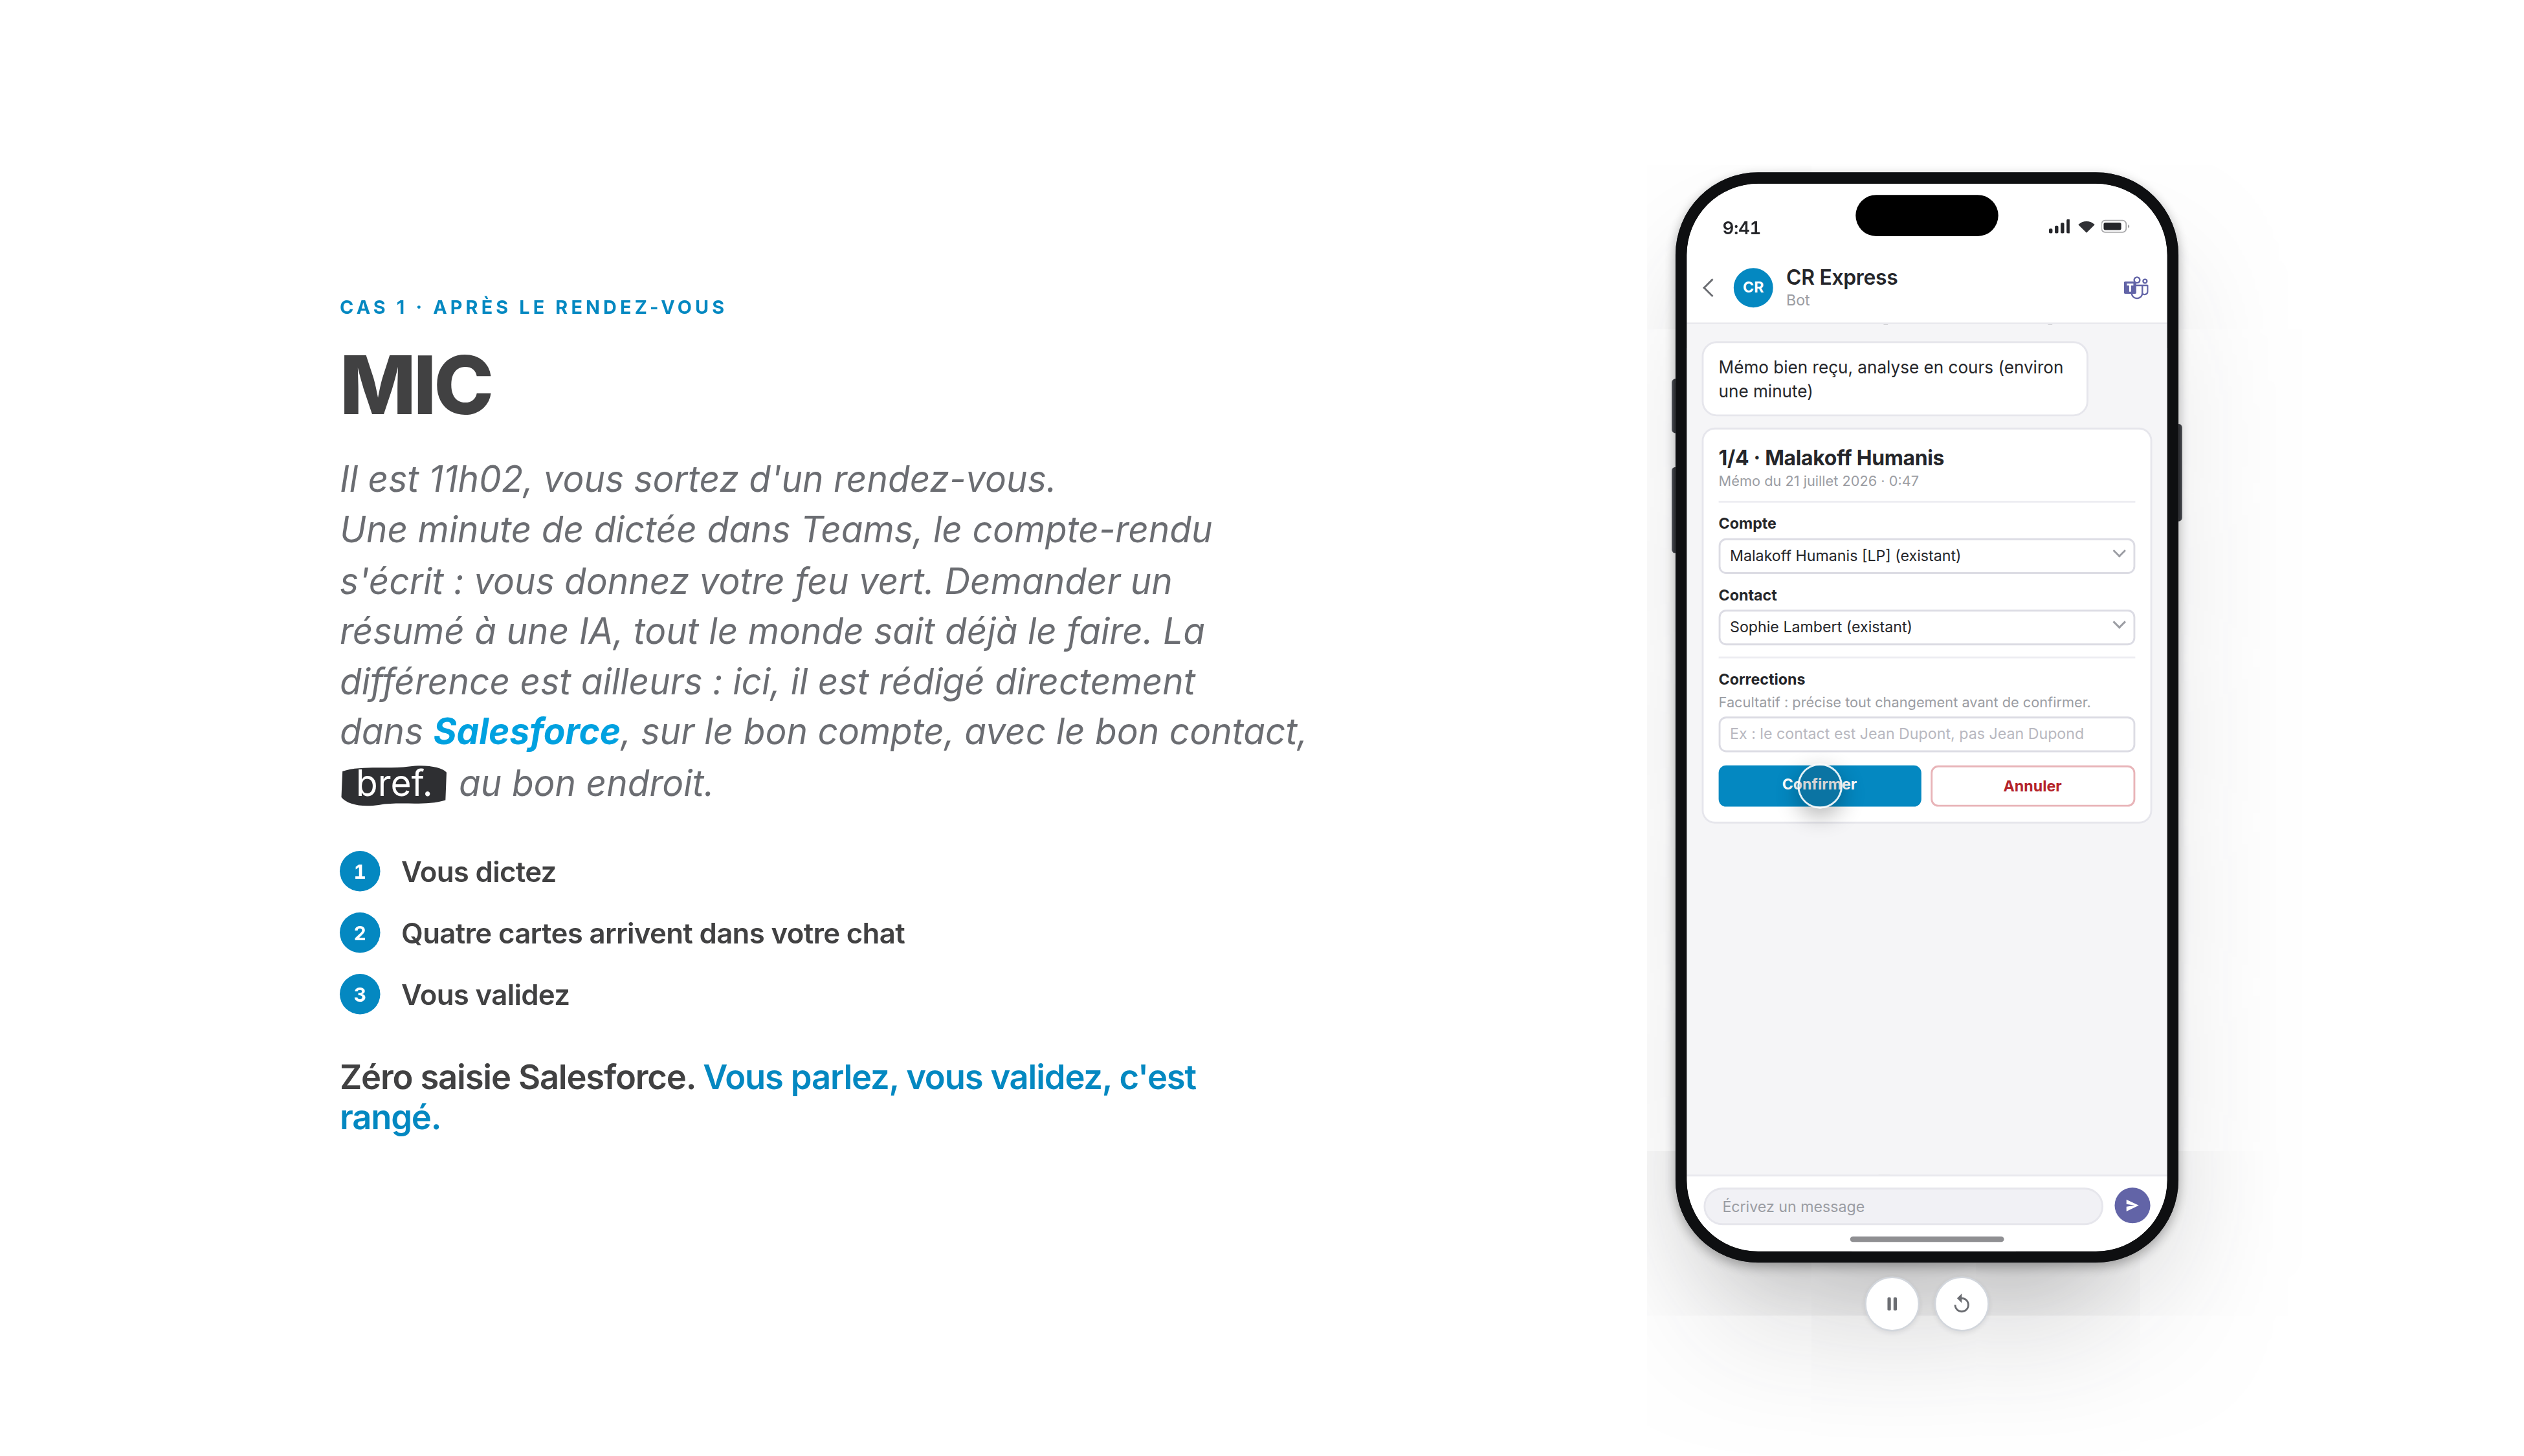 CAS 1 · APRÈS LE RENDEZ-VOUS
MIC
Il est 11h02, vous sortez d'un rendez-vous.
Une minute de dictée dans Teams, le compte-rendu
s'écrit : vous donnez votre feu vert. Demander un
résumé à une IA, tout le monde sait déjà le faire. La
différence est ailleurs : ici, il est rédigé directement
dans Salesforce, sur le bon compte, avec le bon contact,
bref. au bon endroit.
1 Vous dictez
2 Quatre cartes arrivent dans votre chat
3 Vous validez
Zéro saisie Salesforce. Vous parlez, vous validez, c'est
rangé.
9:41
CR CR Express
Bot
T
Mémo bien reçu, analyse en cours (environ
une minute)
1/4 · Malakoff Humanis
Mémo du 21 juillet 2026 · 0:47
Compte
Malakoff Humanis [LP] (existant)
Contact
Sophie Lambert (existant)
Corrections
Facultatif : précise tout changement avant de confirmer.
Ex : le contact est Jean Dupont, pas Jean Dupond
Confirmer Annuler
Écrivez un message